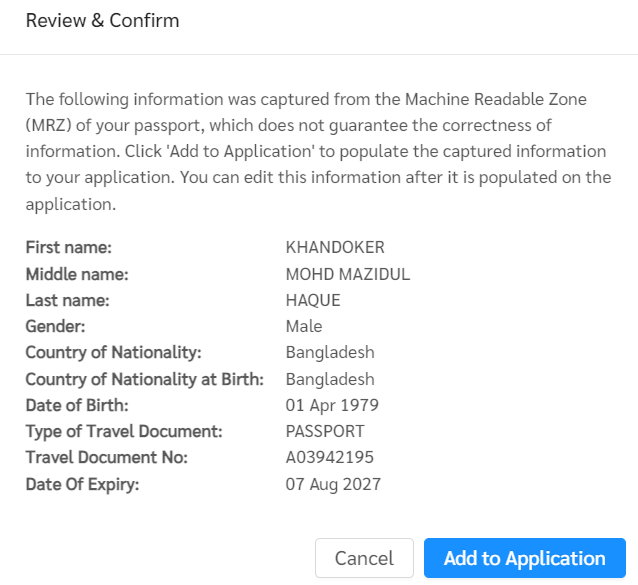 Review & Confirm
The following information was captured from the Machine Readable Zone
(MRZ) of your passport, which does not guarantee the correctness of
information. Click 'Add to Application' to populate the captured information
to your application. You can edit this information after it is populated on the
application.
First name: KHANDOKER
Middle name: MOHD MAZIDUL
Last name: HAQUE
Gender: Male
Country of Nationality: Bangladesh
Country of Nationality at Birth: Bangladesh
Date of Birth: 01 Apr 1979
Type of Travel Document: PASSPORT
Travel Document No: A03942195
Date Of Expiry: 07 Aug 2027
Cancel Add to Application